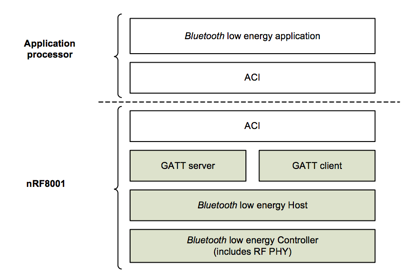 Application
processor
Bluetooth low energy application
ACI
nRF8001
ACI
GATT server
GATT client
Bluetooth low energy Host
Bluetooth low energy Controller
(includes RF PHY)